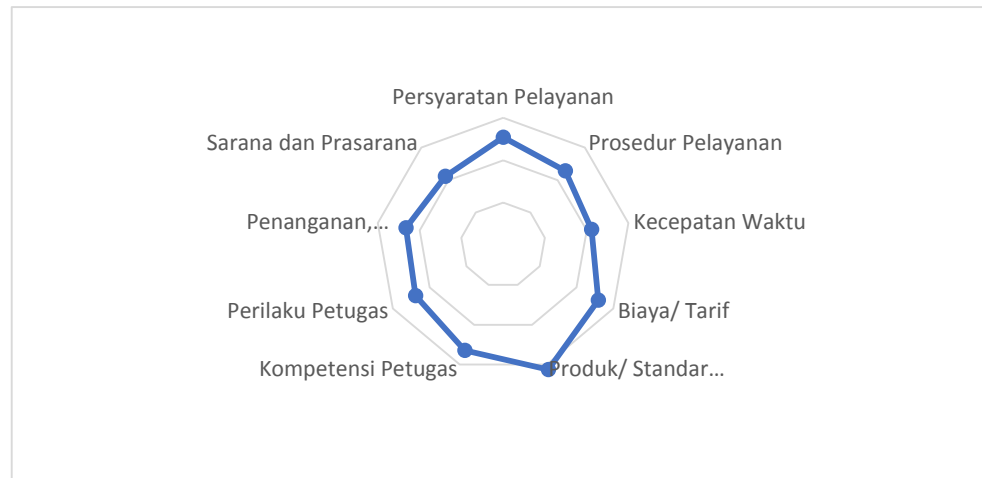 Persyaratan Pelayanan
Prosedur Pelayanan
Kecepatan Waktu
Biaya/ Tarif
Produk/ Standar...
Kompetensi Petugas
Perilaku Petugas
Penanganan,...
Sarana dan Prasarana